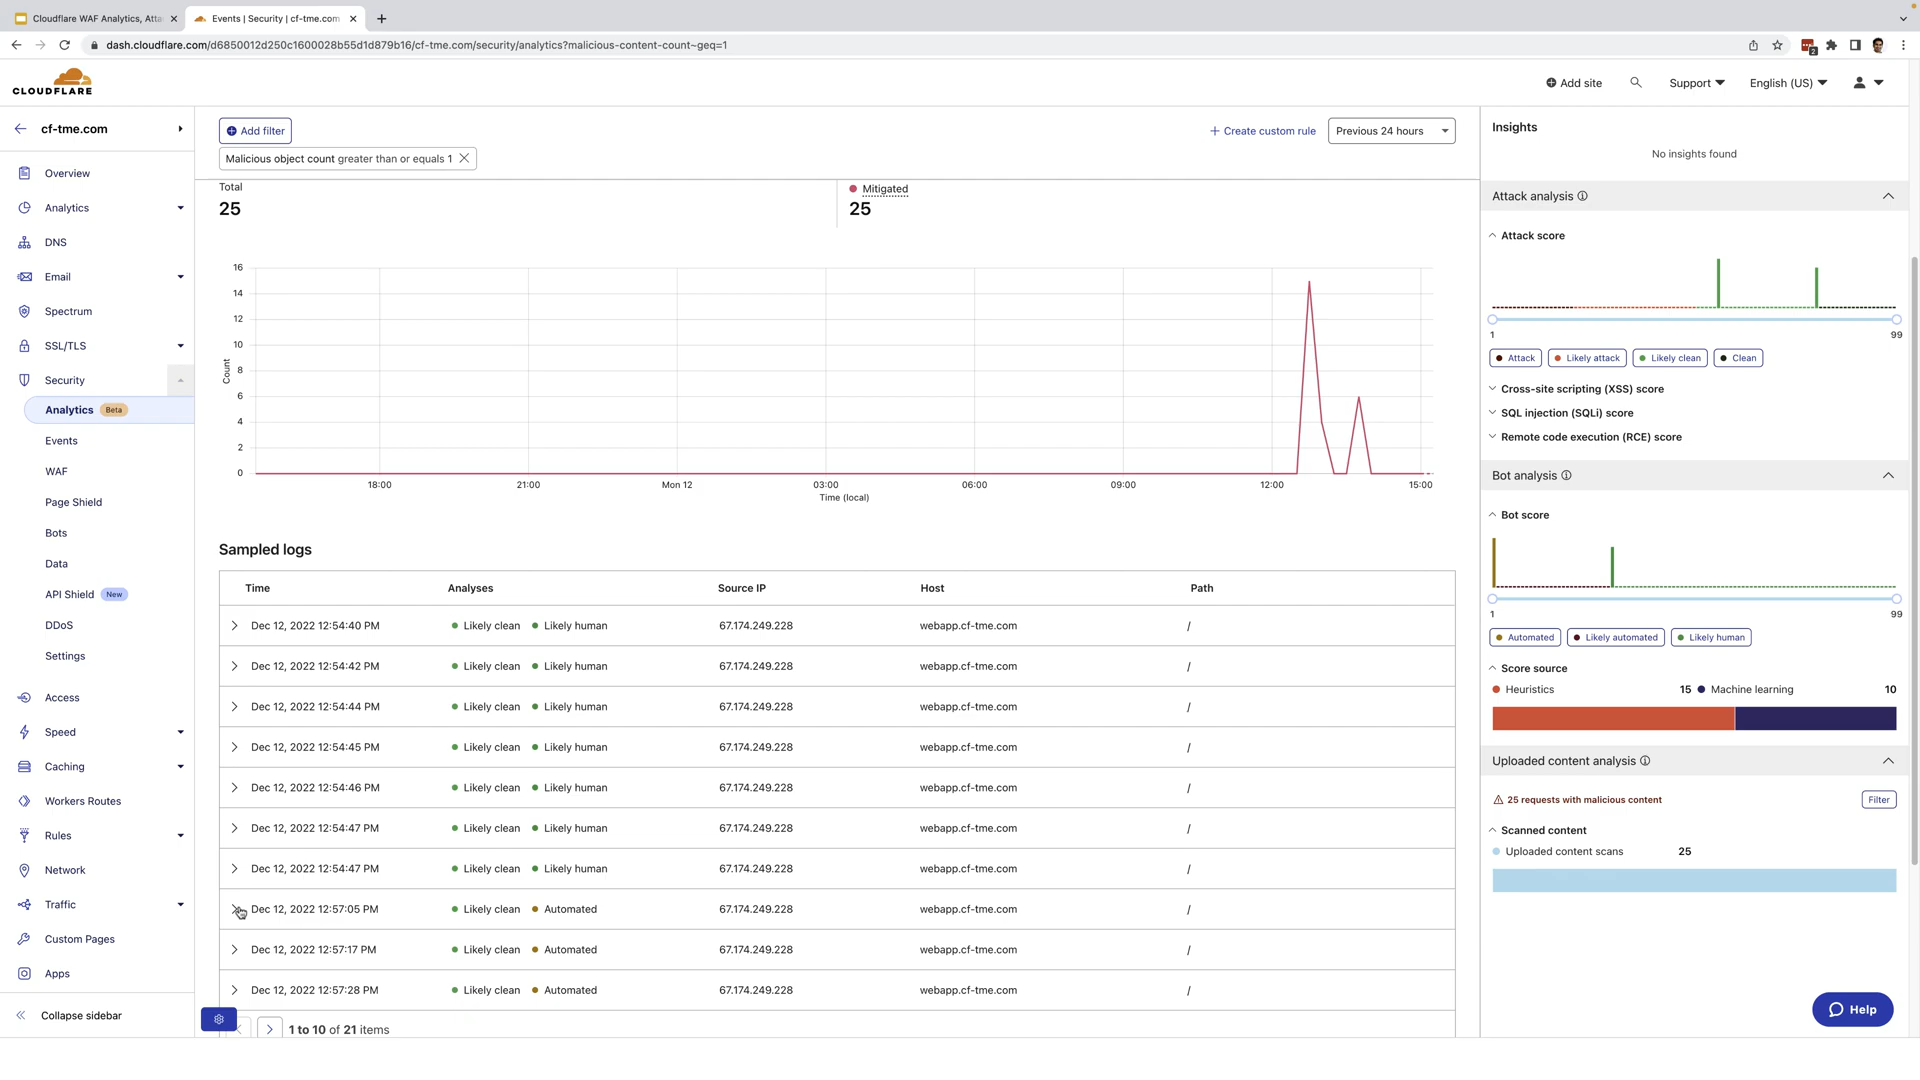 Cloudflare WAF Analytics, Atta
Events | Security | cf-tme.com
dash.cloudflare.com/d6850012d250c1600028b55d1d879b16/cf-tme.com/security/analytics?malicious-content-count~geq=1
2
CLOUDFLARE
Add site
Support
English (US)
cf-tme.com
Overview
Analytics
DNS
Email
Spectrum
SSL/TLS
Security
Analytics Beta
Events
WAF
Page Shield
Bots
Data
API Shield New
DDoS
Settings
Access
Speed
Caching
Workers Routes
Rules
Network
Traffic
Custom Pages
Apps
Collapse sidebar
Add filter
+ Create custom rule
Previous 24 hours
Malicious object count greater than or equals 1
Total
25
Mitigated
25
Count
16
14
12
10
8
6
4
2
0
18:00 21:00 Mon 12 03:00 06:00 09:00 12:00 15:00
Time (local)
Sampled logs
Time Analyses Source IP Host Path
Dec 12, 2022 12:54:40 PM Likely clean Likely human 67.174.249.228 webapp.cf-tme.com /
Dec 12, 2022 12:54:42 PM Likely clean Likely human 67.174.249.228 webapp.cf-tme.com /
Dec 12, 2022 12:54:44 PM Likely clean Likely human 67.174.249.228 webapp.cf-tme.com /
Dec 12, 2022 12:54:45 PM Likely clean Likely human 67.174.249.228 webapp.cf-tme.com /
Dec 12, 2022 12:54:46 PM Likely clean Likely human 67.174.249.228 webapp.cf-tme.com /
Dec 12, 2022 12:54:47 PM Likely clean Likely human 67.174.249.228 webapp.cf-tme.com /
Dec 12, 2022 12:54:47 PM Likely clean Likely human 67.174.249.228 webapp.cf-tme.com /
Dec 12, 2022 12:57:05 PM Likely clean Automated 67.174.249.228 webapp.cf-tme.com /
Dec 12, 2022 12:57:17 PM Likely clean Automated 67.174.249.228 webapp.cf-tme.com /
Dec 12, 2022 12:57:28 PM Likely clean Automated 67.174.249.228 webapp.cf-tme.com /
1 to 10 of 21 items
Insights
No insights found
Attack analysis
Attack score
1 99
Attack Likely attack Likely clean Clean
Cross-site scripting (XSS) score
SQL injection (SQLi) score
Remote code execution (RCE) score
Bot analysis
Bot score
1 99
Automated Likely automated Likely human
Score source
Heuristics 15 Machine learning 10
Uploaded content analysis
25 requests with malicious content Filter
Scanned content
Uploaded content scans 25
Help